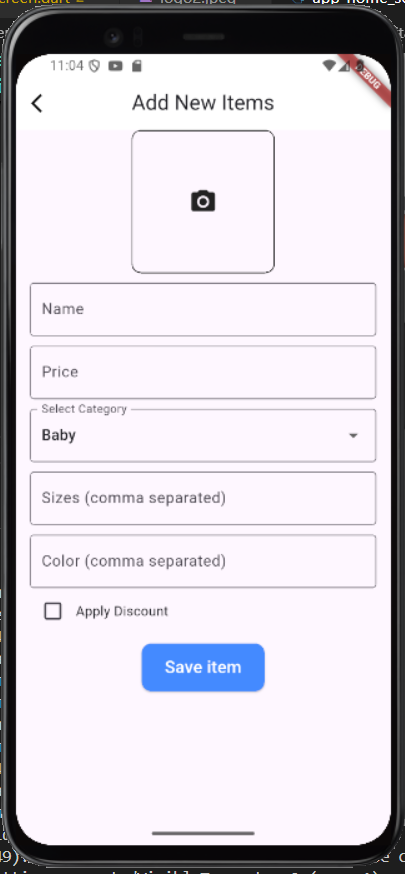 11:04
Add New Items
Name
Price
Select Category
Baby
Sizes (comma separated)
Color (comma separated)
Apply Discount
Save item